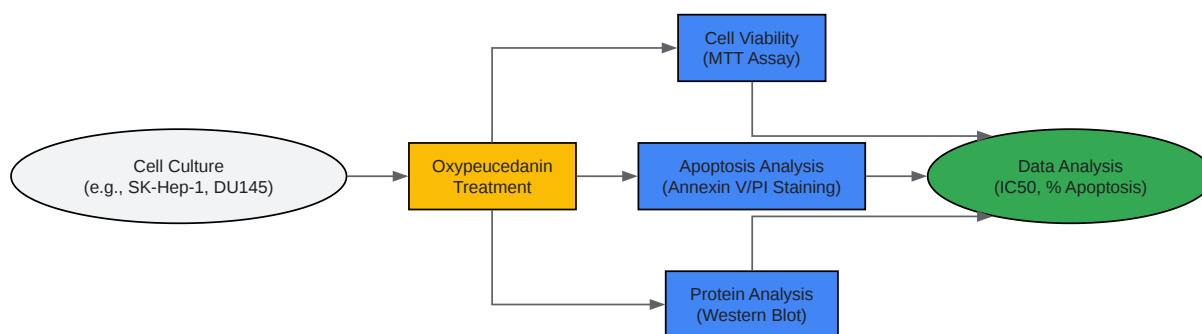 Cell Culture
(e.g., SK-Hep-1, DU145)
Oxypeucedanin
Treatment
Cell Viability
(MTT Assay)
Apoptosis Analysis
(Annexin V/PI Staining)
Protein Analysis
(Western Blot)
Data Analysis
(IC50, % Apoptosis)